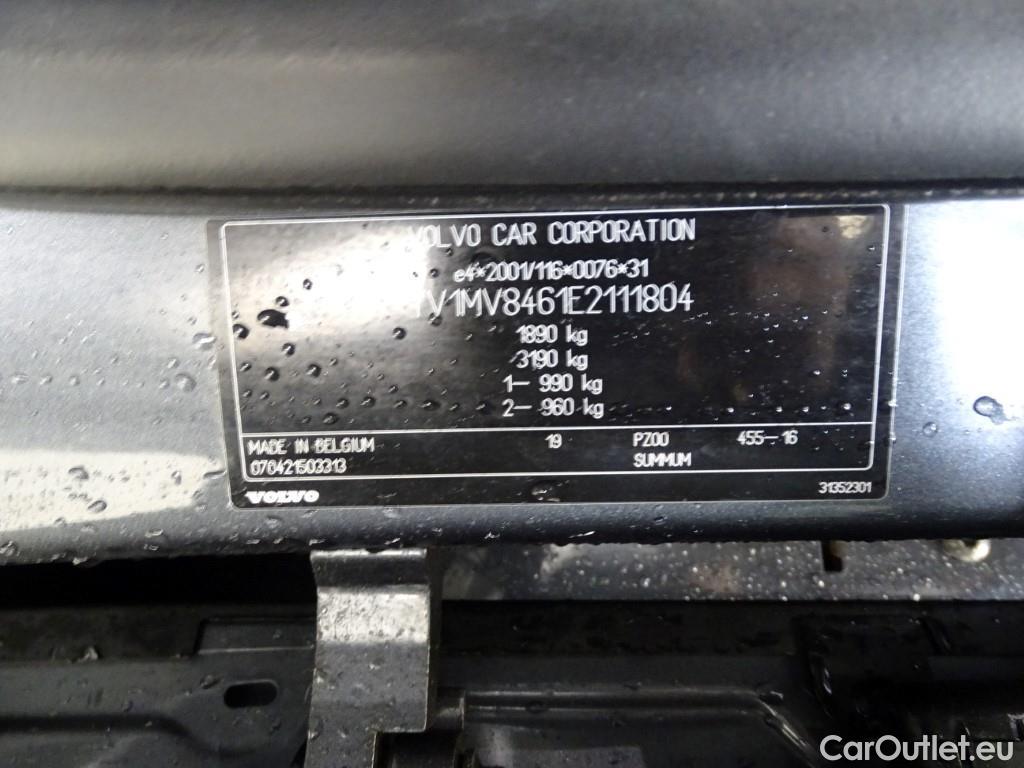 VOLVO CAR CORPORATION
e4*2001/116*0076*31
YV1MV8461E2111804
1890 kg
3190 kg
1– 990 kg
2– 960 kg
MADE IN BELGIUM 19 PZ00 455–16
070421503313 SUMMUM
VOLVO 31352301
CarOutlet.eu